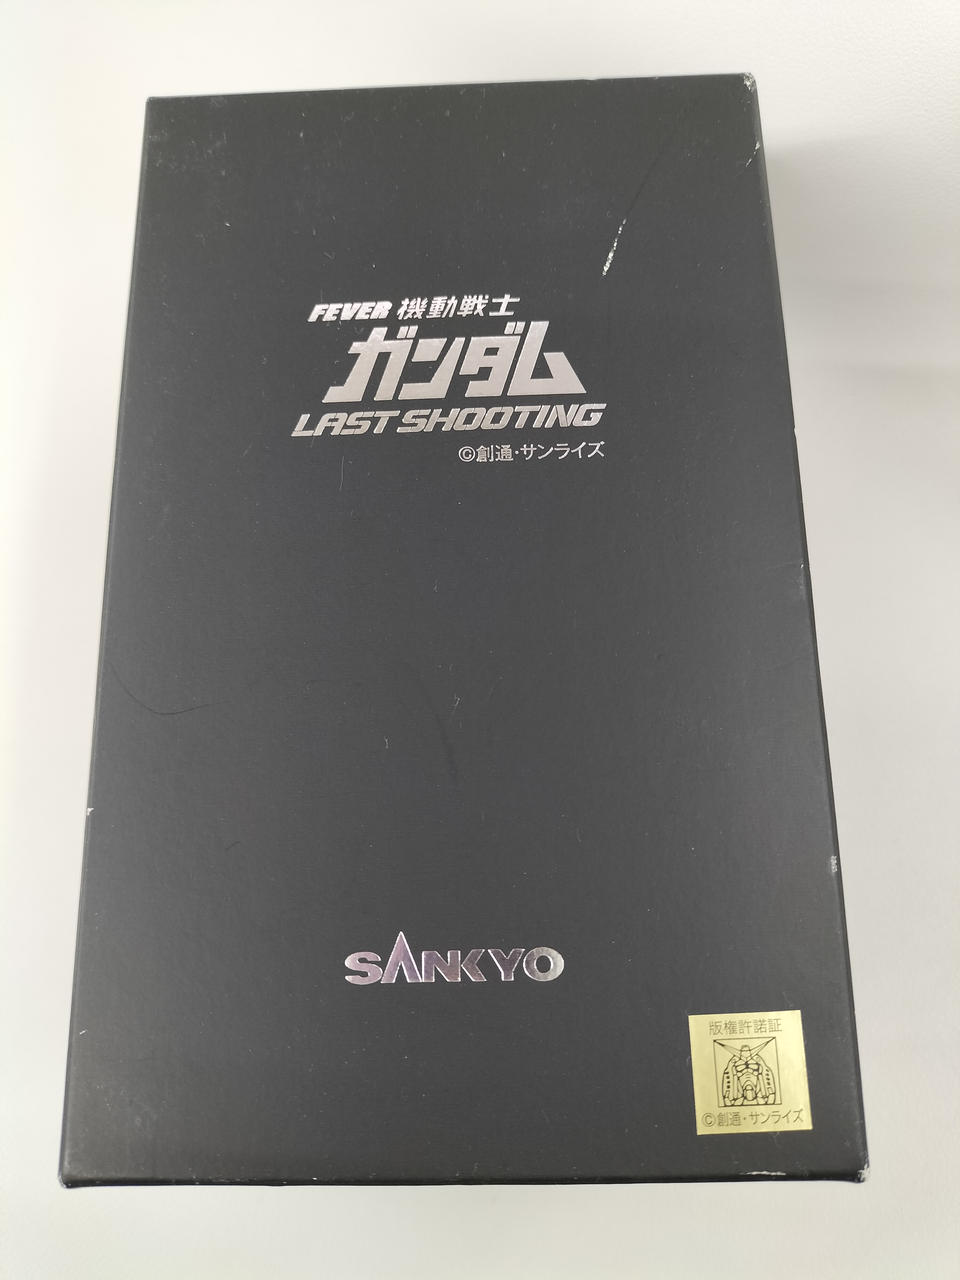 FEVER 機動戦士
ガンダム
LAST SHOOTING
©創通・サンライズ
SANKYO
版権許諾証
©創通・サンライズ